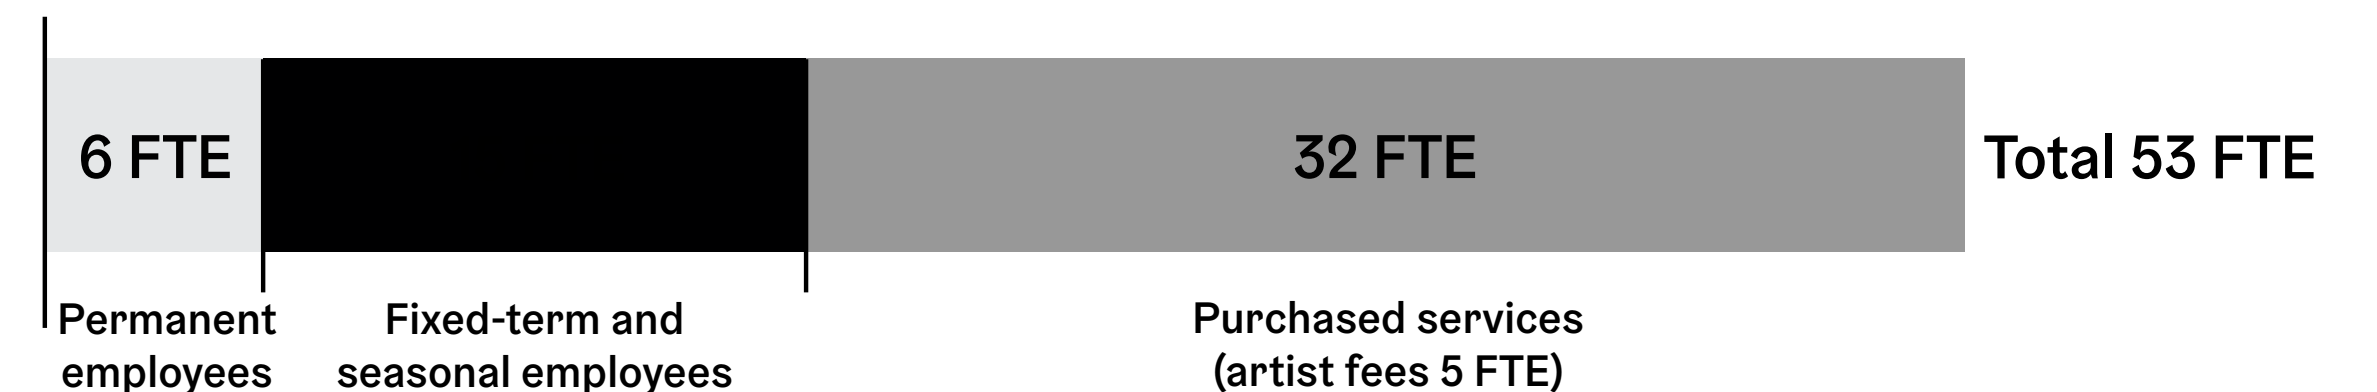 6 FTE
32 FTE
Total 53 FTE
Permanent
employees
Fixed-term and
seasonal employees
Purchased services
(artist fees 5 FTE)